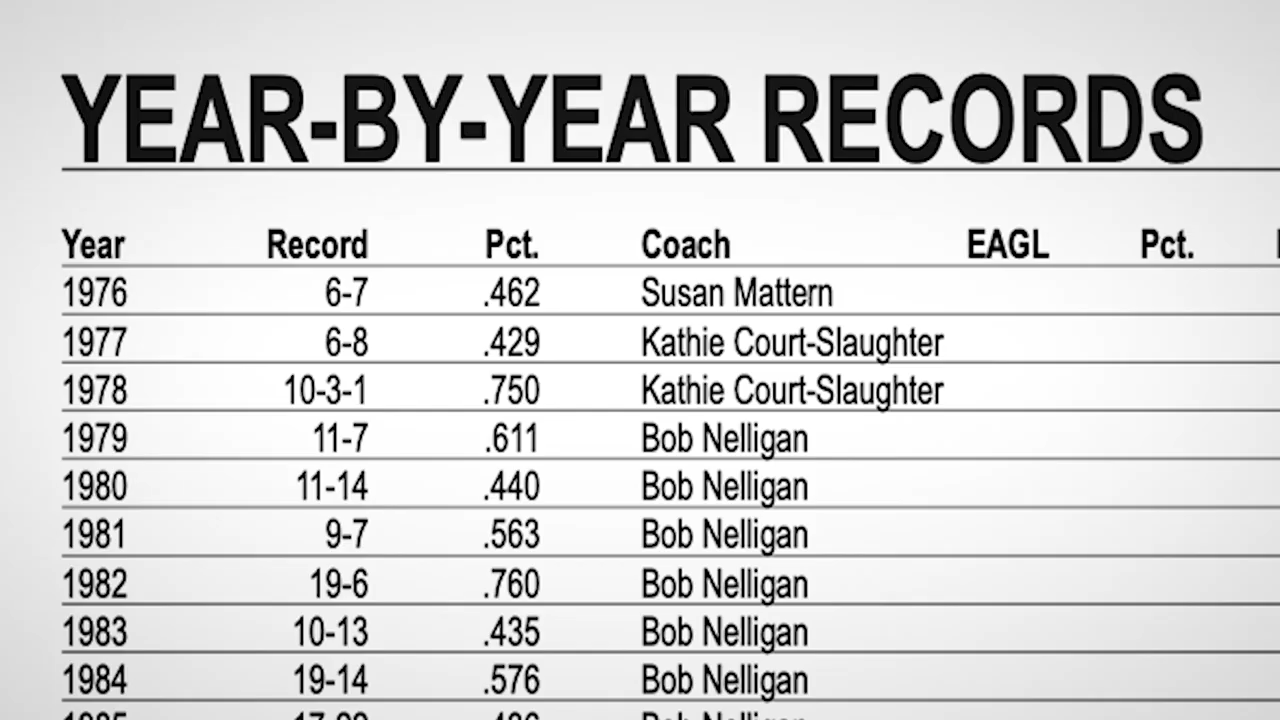 YEAR-BY-YEAR RECORDS
Year Record Pct. Coach EAGL Pct.
1976 6-7 .462 Susan Mattern
1977 6-8 .429 Kathie Court-Slaughter
1978 10-3-1 .750 Kathie Court-Slaughter
1979 11-7 .611 Bob Nelligan
1980 11-14 .440 Bob Nelligan
1981 9-7 .563 Bob Nelligan
1982 19-6 .760 Bob Nelligan
1983 10-13 .435 Bob Nelligan
1984 19-14 .576 Bob Nelligan